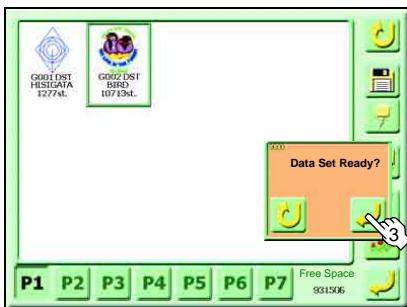 G001 DST
HISIGATA
1277st.
G002 DST
BIRD
10713st.
Data Set Ready?
3
P1 P2 P3 P4 P5 P6 P7
Free Space
931506